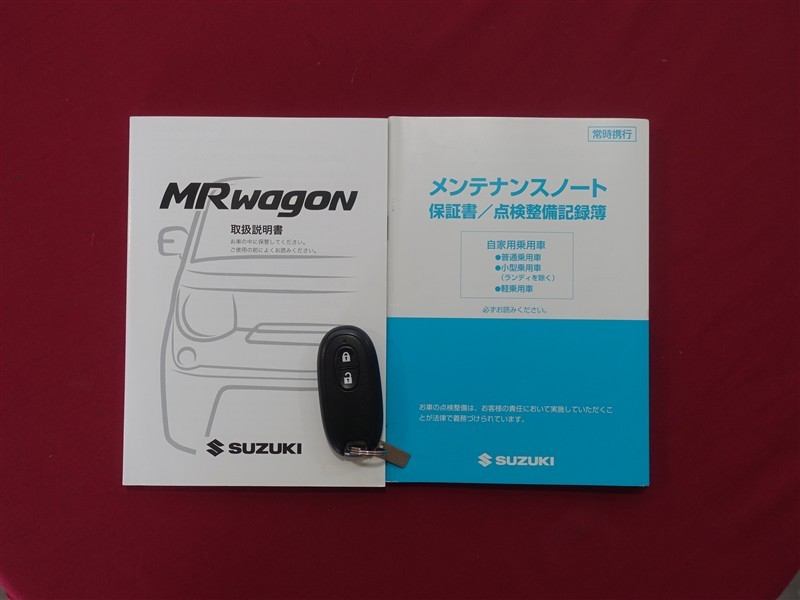 MRwagon
取扱説明書
お車の中に保管してください。
ご使用の前によくお読みください。
SUZUKI
常時携行
メンテナンスノート
保証書／点検整備記録簿
自家用乗用車
●普通乗用車
●小型乗用車
（ランディを除く）
●軽乗用車
必ずお読みください。
お車の点検整備は、お客様の責任において実施していただくこ
とが法律で義務づけられています。
SUZUKI